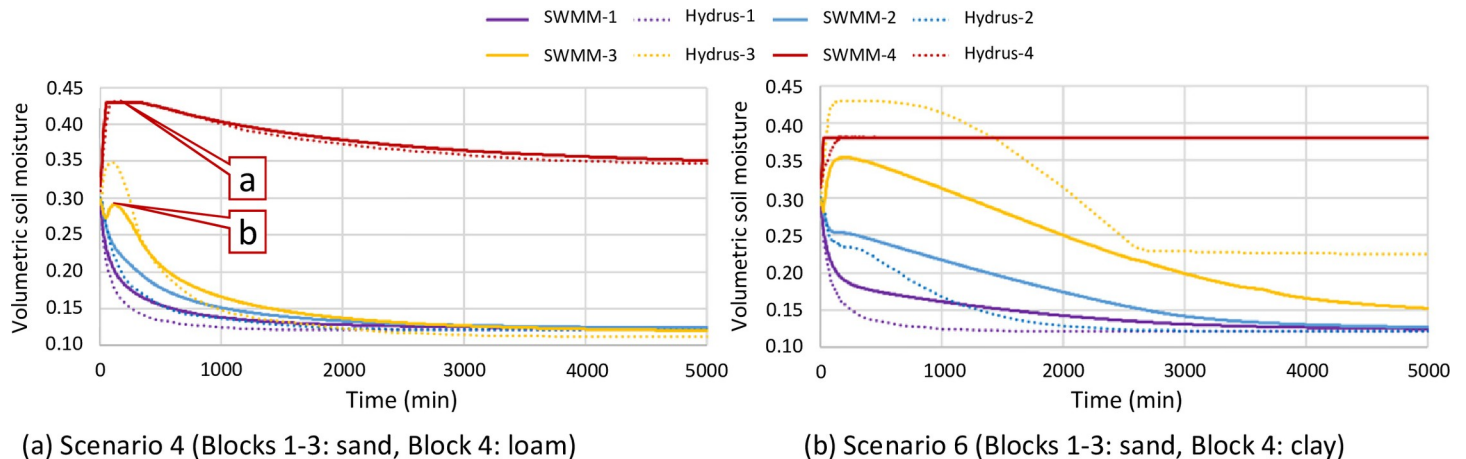 SWMM-1 Hydrus-1 SWMM-2 Hydrus-2
SWMM-3 Hydrus-3 SWMM-4 Hydrus-4
Volumetric soil moisture
0.45
0.40
0.35
0.30
0.25
0.20
0.15
0.10
a
b
0 1000 2000 3000 4000 5000
Time (min)
(a) Scenario 4 (Blocks 1-3: sand, Block 4: loam)
Volumetric soil moisture
0.45
0.40
0.35
0.30
0.25
0.20
0.15
0.10
0 1000 2000 3000 4000 5000
Time (min)
(b) Scenario 6 (Blocks 1-3: sand, Block 4: clay)